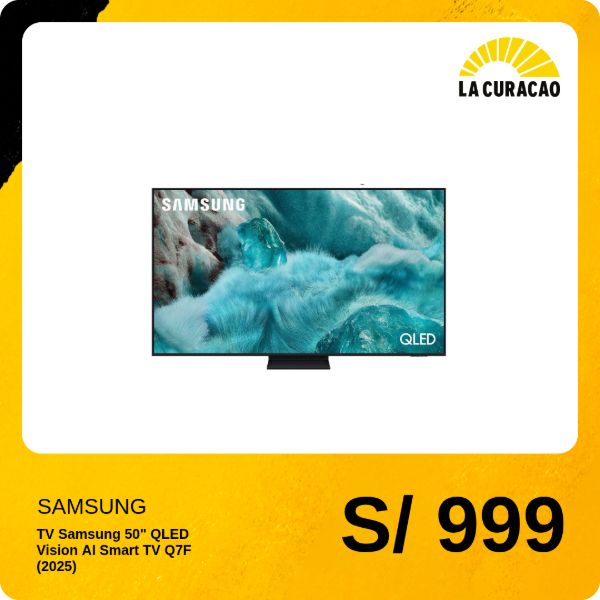 LA CURACAO
SAMSUNG
QLED
SAMSUNG
TV Samsung 50" QLED
Vision AI Smart TV Q7F
(2025)
S/ 999